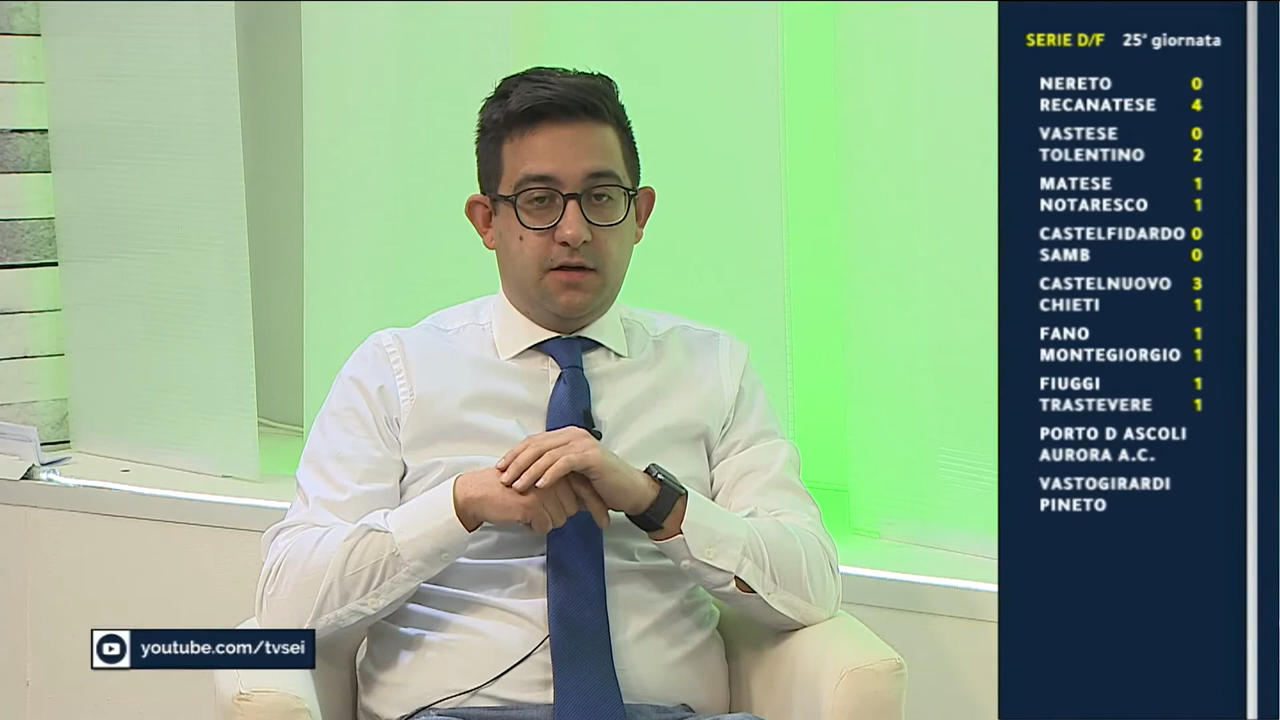 SERIE D/F 25ª giornata
NERETO 0
RECANATESE 4
VASTESE 0
TOLENTINO 2
MATESE 1
NOTARESCO 1
CASTELFIDARDO 0
SAMB 0
CASTELNUOVO 3
CHIETI 1
FANO 1
MONTEGIORGIO 1
FIUGGI 1
TRASTEVERE 1
PORTO D ASCOLI
AURORA A.C.
VASTOGIRARDI
PINETO
youtube.com/tvsei